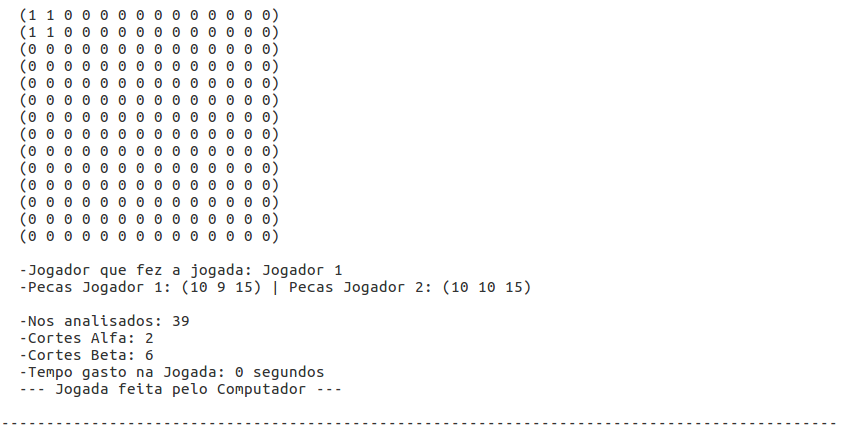 (1 1 0 0 0 0 0 0 0 0 0 0 0 0)
(1 1 0 0 0 0 0 0 0 0 0 0 0 0)
(0 0 0 0 0 0 0 0 0 0 0 0 0 0)
(0 0 0 0 0 0 0 0 0 0 0 0 0 0)
(0 0 0 0 0 0 0 0 0 0 0 0 0 0)
(0 0 0 0 0 0 0 0 0 0 0 0 0 0)
(0 0 0 0 0 0 0 0 0 0 0 0 0 0)
(0 0 0 0 0 0 0 0 0 0 0 0 0 0)
(0 0 0 0 0 0 0 0 0 0 0 0 0 0)
(0 0 0 0 0 0 0 0 0 0 0 0 0 0)
(0 0 0 0 0 0 0 0 0 0 0 0 0 0)
(0 0 0 0 0 0 0 0 0 0 0 0 0 0)
(0 0 0 0 0 0 0 0 0 0 0 0 0 0)
(0 0 0 0 0 0 0 0 0 0 0 0 0 0)
-Jogador que fez a jogada: Jogador 1
-Pecas Jogador 1: (10 9 15) | Pecas Jogador 2: (10 10 15)
-Nos analisados: 39
-Cortes Alfa: 2
-Cortes Beta: 6
-Tempo gasto na Jogada: 0 segundos
--- Jogada feita pelo Computador ---
---------------------------------------------------------------------------------------------